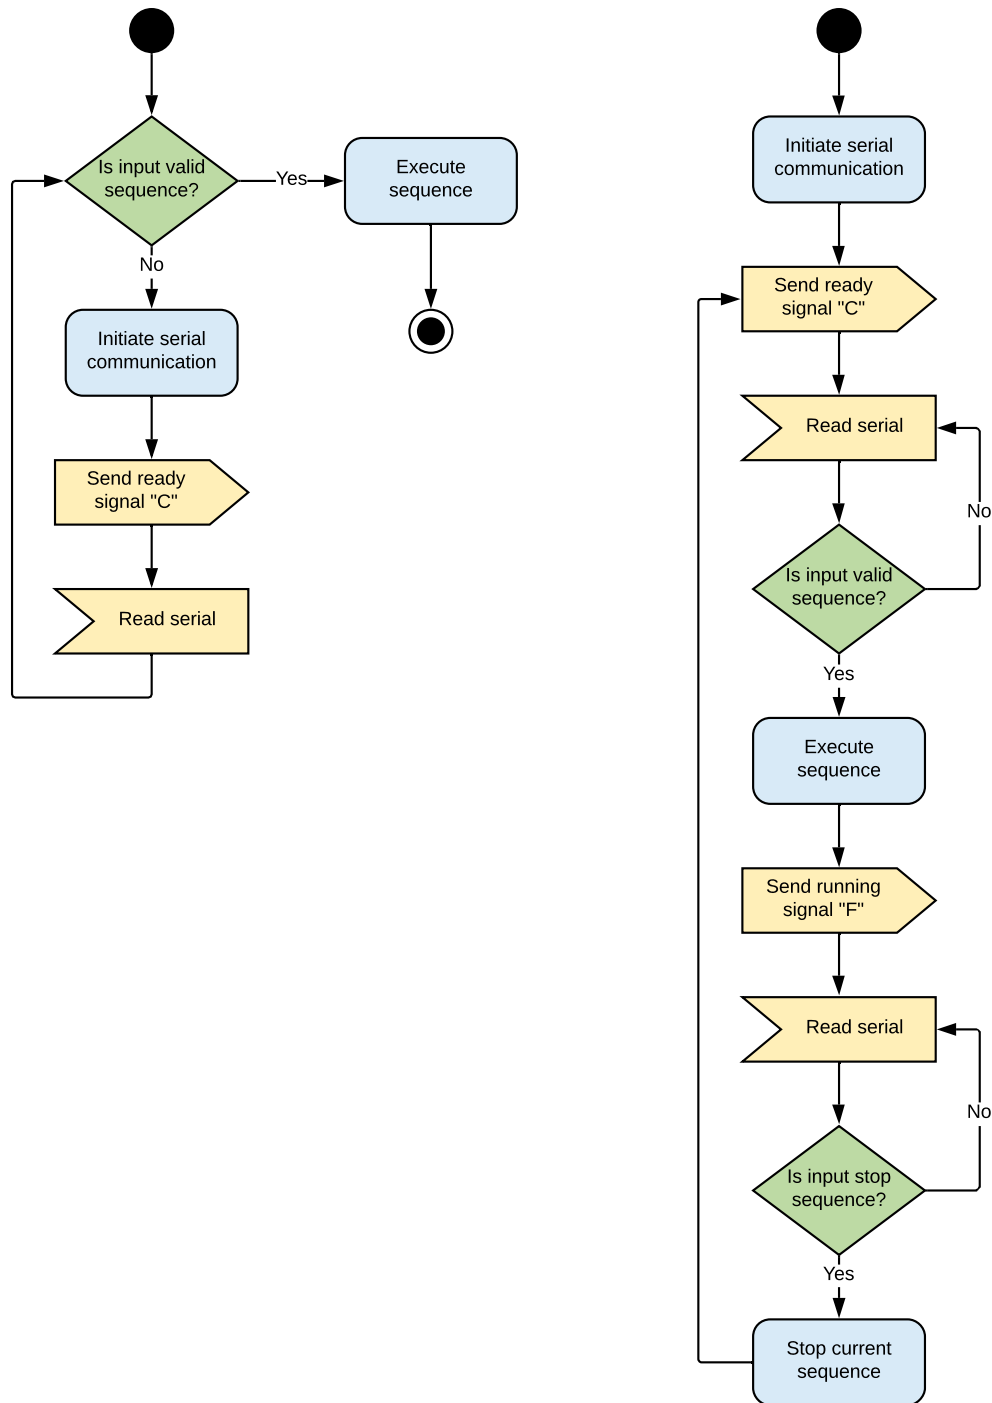 Is input valid
sequence?
Yes
Execute
sequence
No
Initiate serial
communication
Send ready
signal "C"
Read serial
Initiate serial
communication
Send ready
signal "C"
Read serial
No
Is input valid
sequence?
Yes
Execute
sequence
Send running
signal "F"
Read serial
No
Is input stop
sequence?
Yes
Stop current
sequence